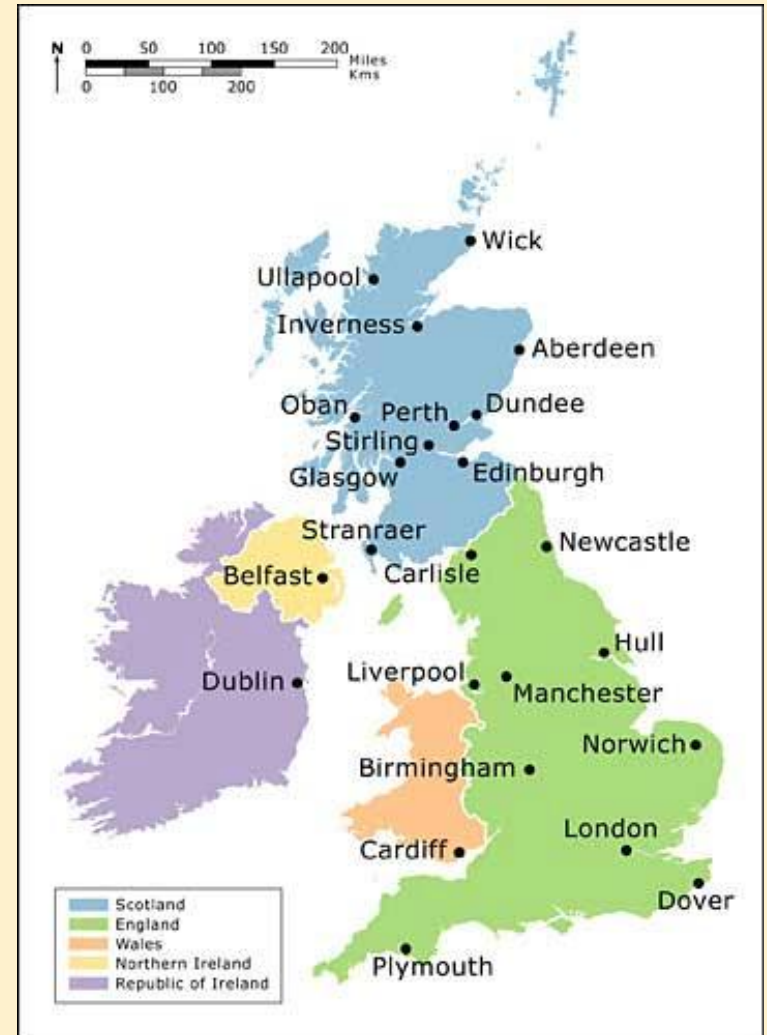 N 0 50 100 150 200 Miles
Kms
0 100 200
Wick
Ullapool
Inverness
Aberdeen
Oban
Perth
Dundee
Stirling
Glasgow
Edinburgh
Stranraer
Newcastle
Carlisle
Belfast
Hull
Liverpool
Dublin
Manchester
Norwich
Birmingham
London
Cardiff
Dover
Plymouth
Scotland
England
Wales
Northern Ireland
Republic of Ireland